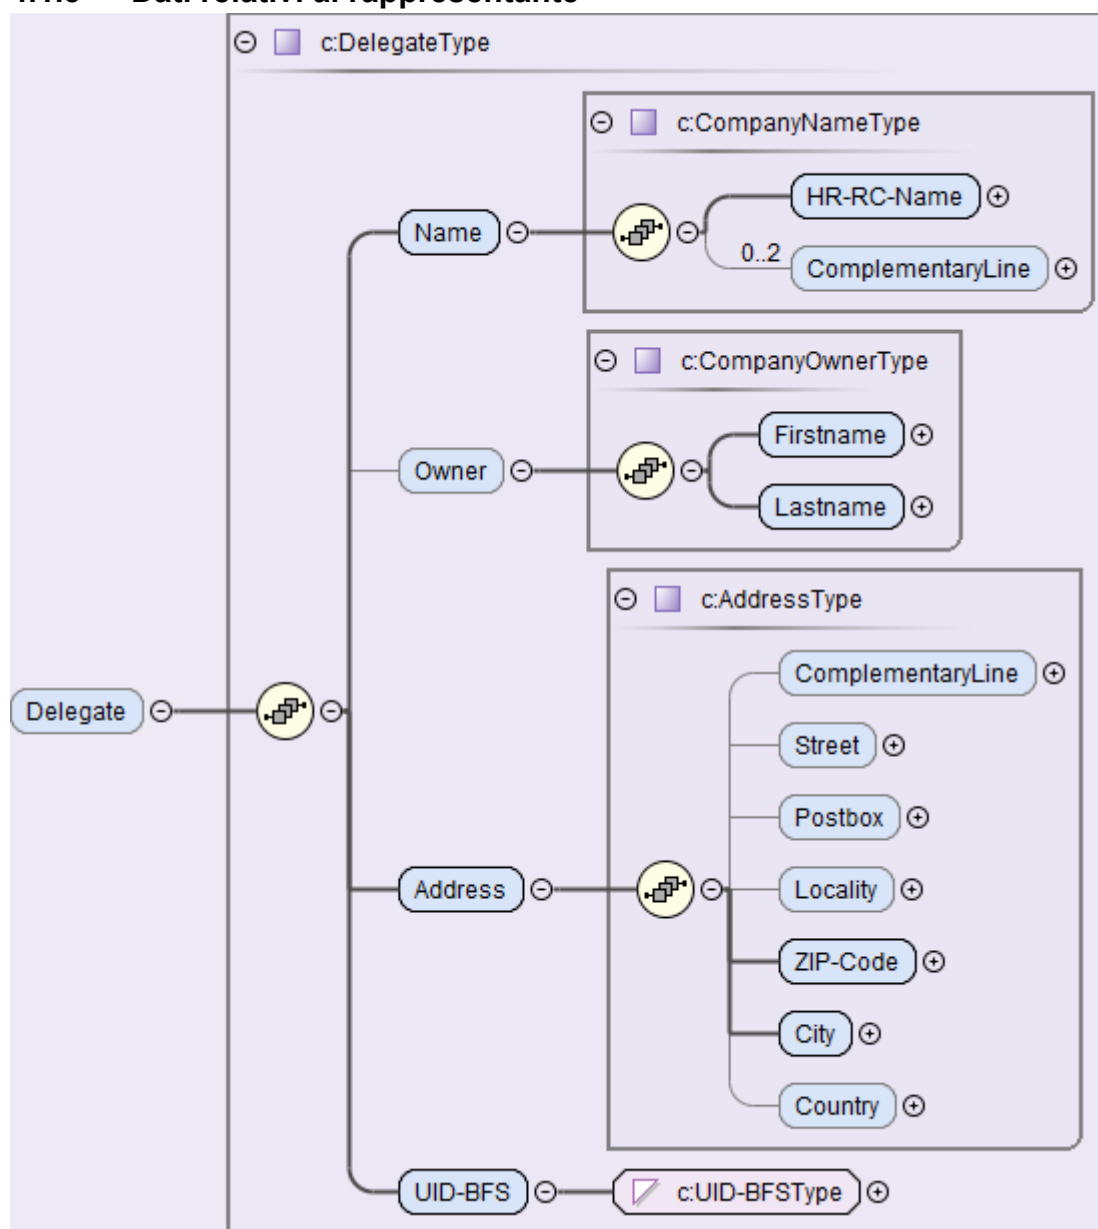 Dati relativi al rappresentante
c:DelegateType
c:CompanyNameType
HR-RC-Name
Name
0..2
ComplementaryLine
c:CompanyOwnerType
Firstname
Owner
Lastname
c:AddressType
ComplementaryLine
Delegate
Street
Postbox
Address
Locality
ZIP-Code
City
Country
UID-BFS
c:UID-BFSType